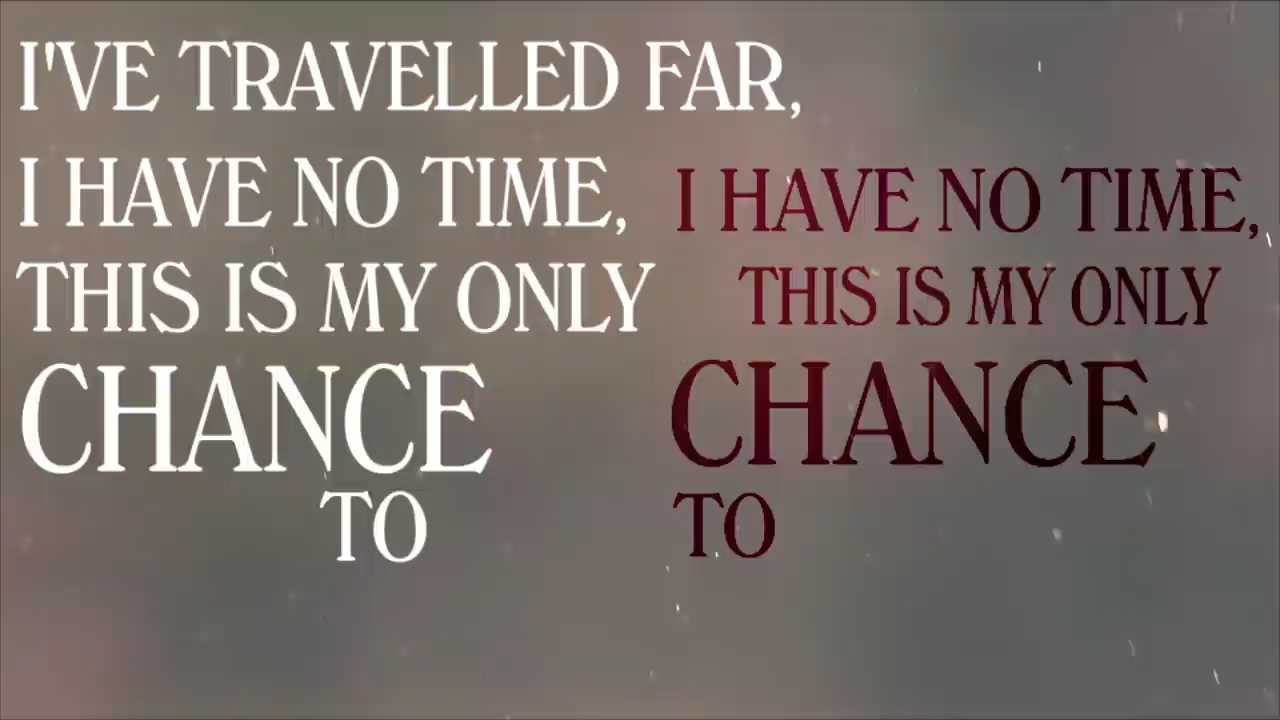 I'VE TRAVELLED FAR,
I HAVE NO TIME,
THIS IS MY ONLY
CHANCE
TO
I HAVE NO TIME,
THIS IS MY ONLY
CHANCE
TO